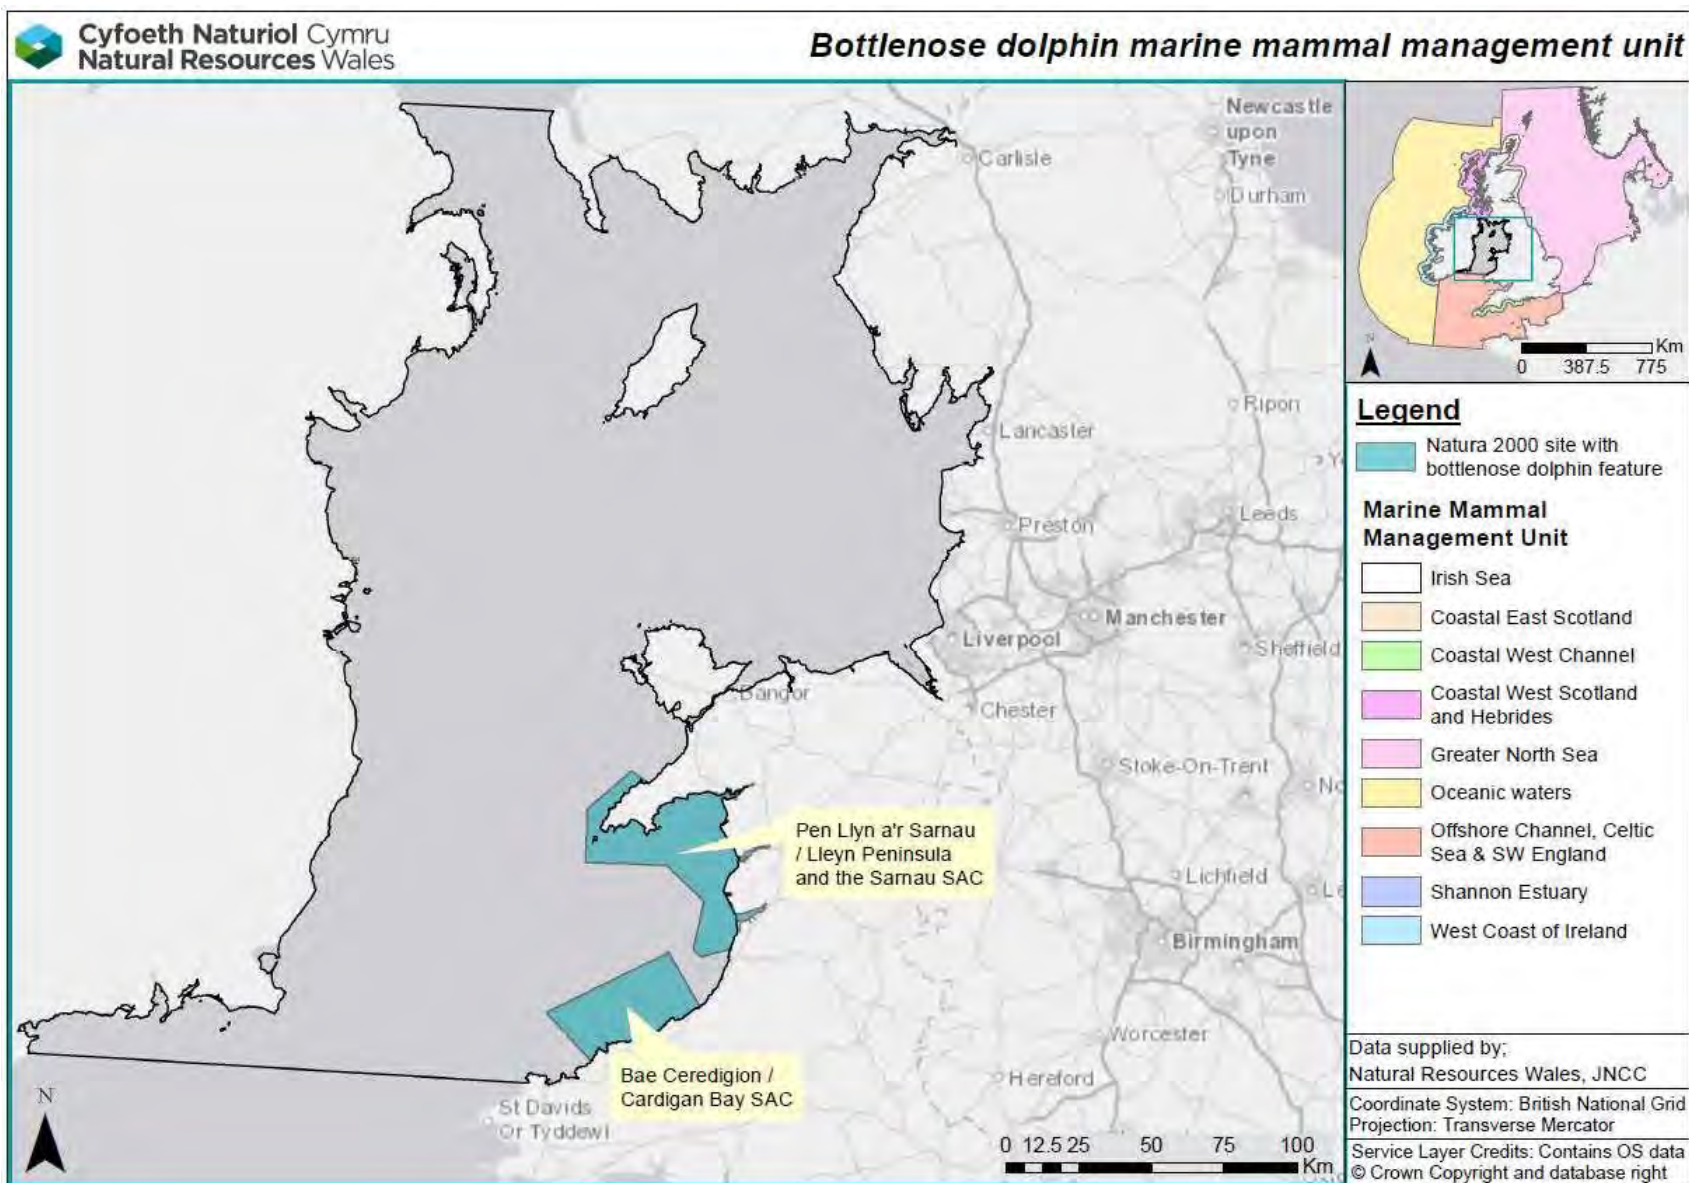 Cyfoeth Naturiol Cymru
Natural Resources Wales
Bottlenose dolphin marine mammal management unit
Newcastle
upon
Tyne
Carlisle
Durham
Ripon
Lancaster
Preston
Leeds
Manchester
Liverpool
Sheffield
Bangor
Chester
Stoke-On-Trent
Pen Llyn a'r Sarnau
/ Lleyn Peninsula
and the Sarnau SAC
Lichfield
Birmingham
Worcester
Bae Ceredigion /
Cardigan Bay SAC
Hereford
St Davids
Or Tyddewi
N
0 12.5 25 50 75 100
Km
N
Km
0 387.5 775
Legend
Natura 2000 site with
bottlenose dolphin feature
Marine Mammal
Management Unit
Irish Sea
Coastal East Scotland
Coastal West Channel
Coastal West Scotland
and Hebrides
Greater North Sea
Oceanic waters
Offshore Channel, Celtic
Sea & SW England
Shannon Estuary
West Coast of Ireland
Data supplied by;
Natural Resources Wales, JNCC
Coordinate System: British National Grid
Projection: Transverse Mercator
Service Layer Credits: Contains OS data
© Crown Copyright and database right